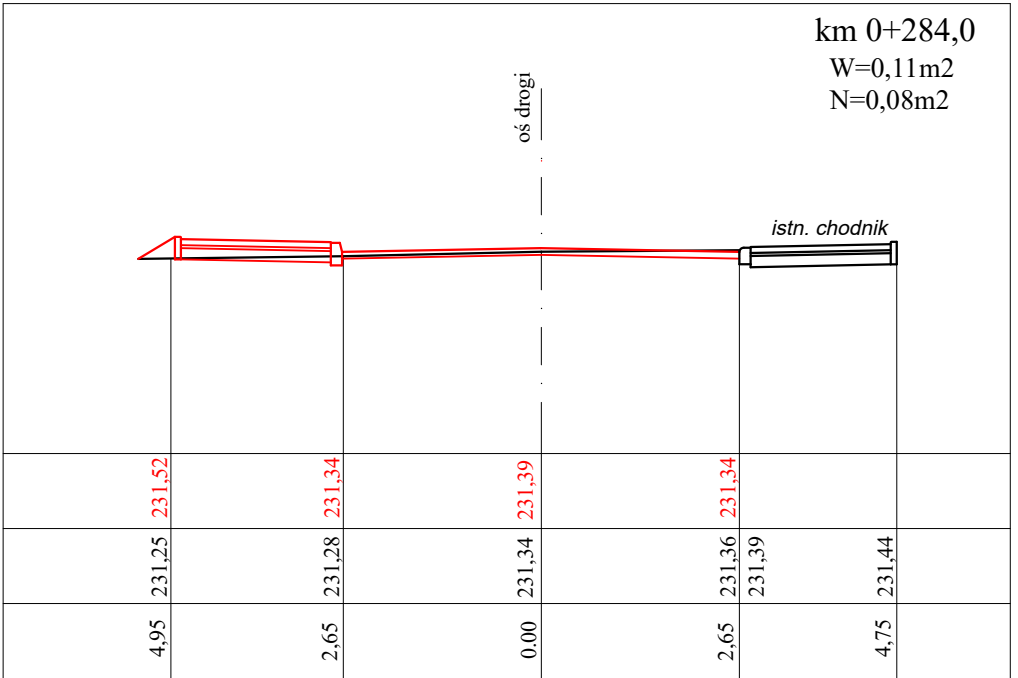 km 0+284,0
W=0,11m2
N=0,08m2
oś drogi
istn. chodnik
231,52 231,34 231,39 231,34
231,25 231,28 231,34 231,36 231,39 231,44
4,95 2,65 0.00 2,65 4,75